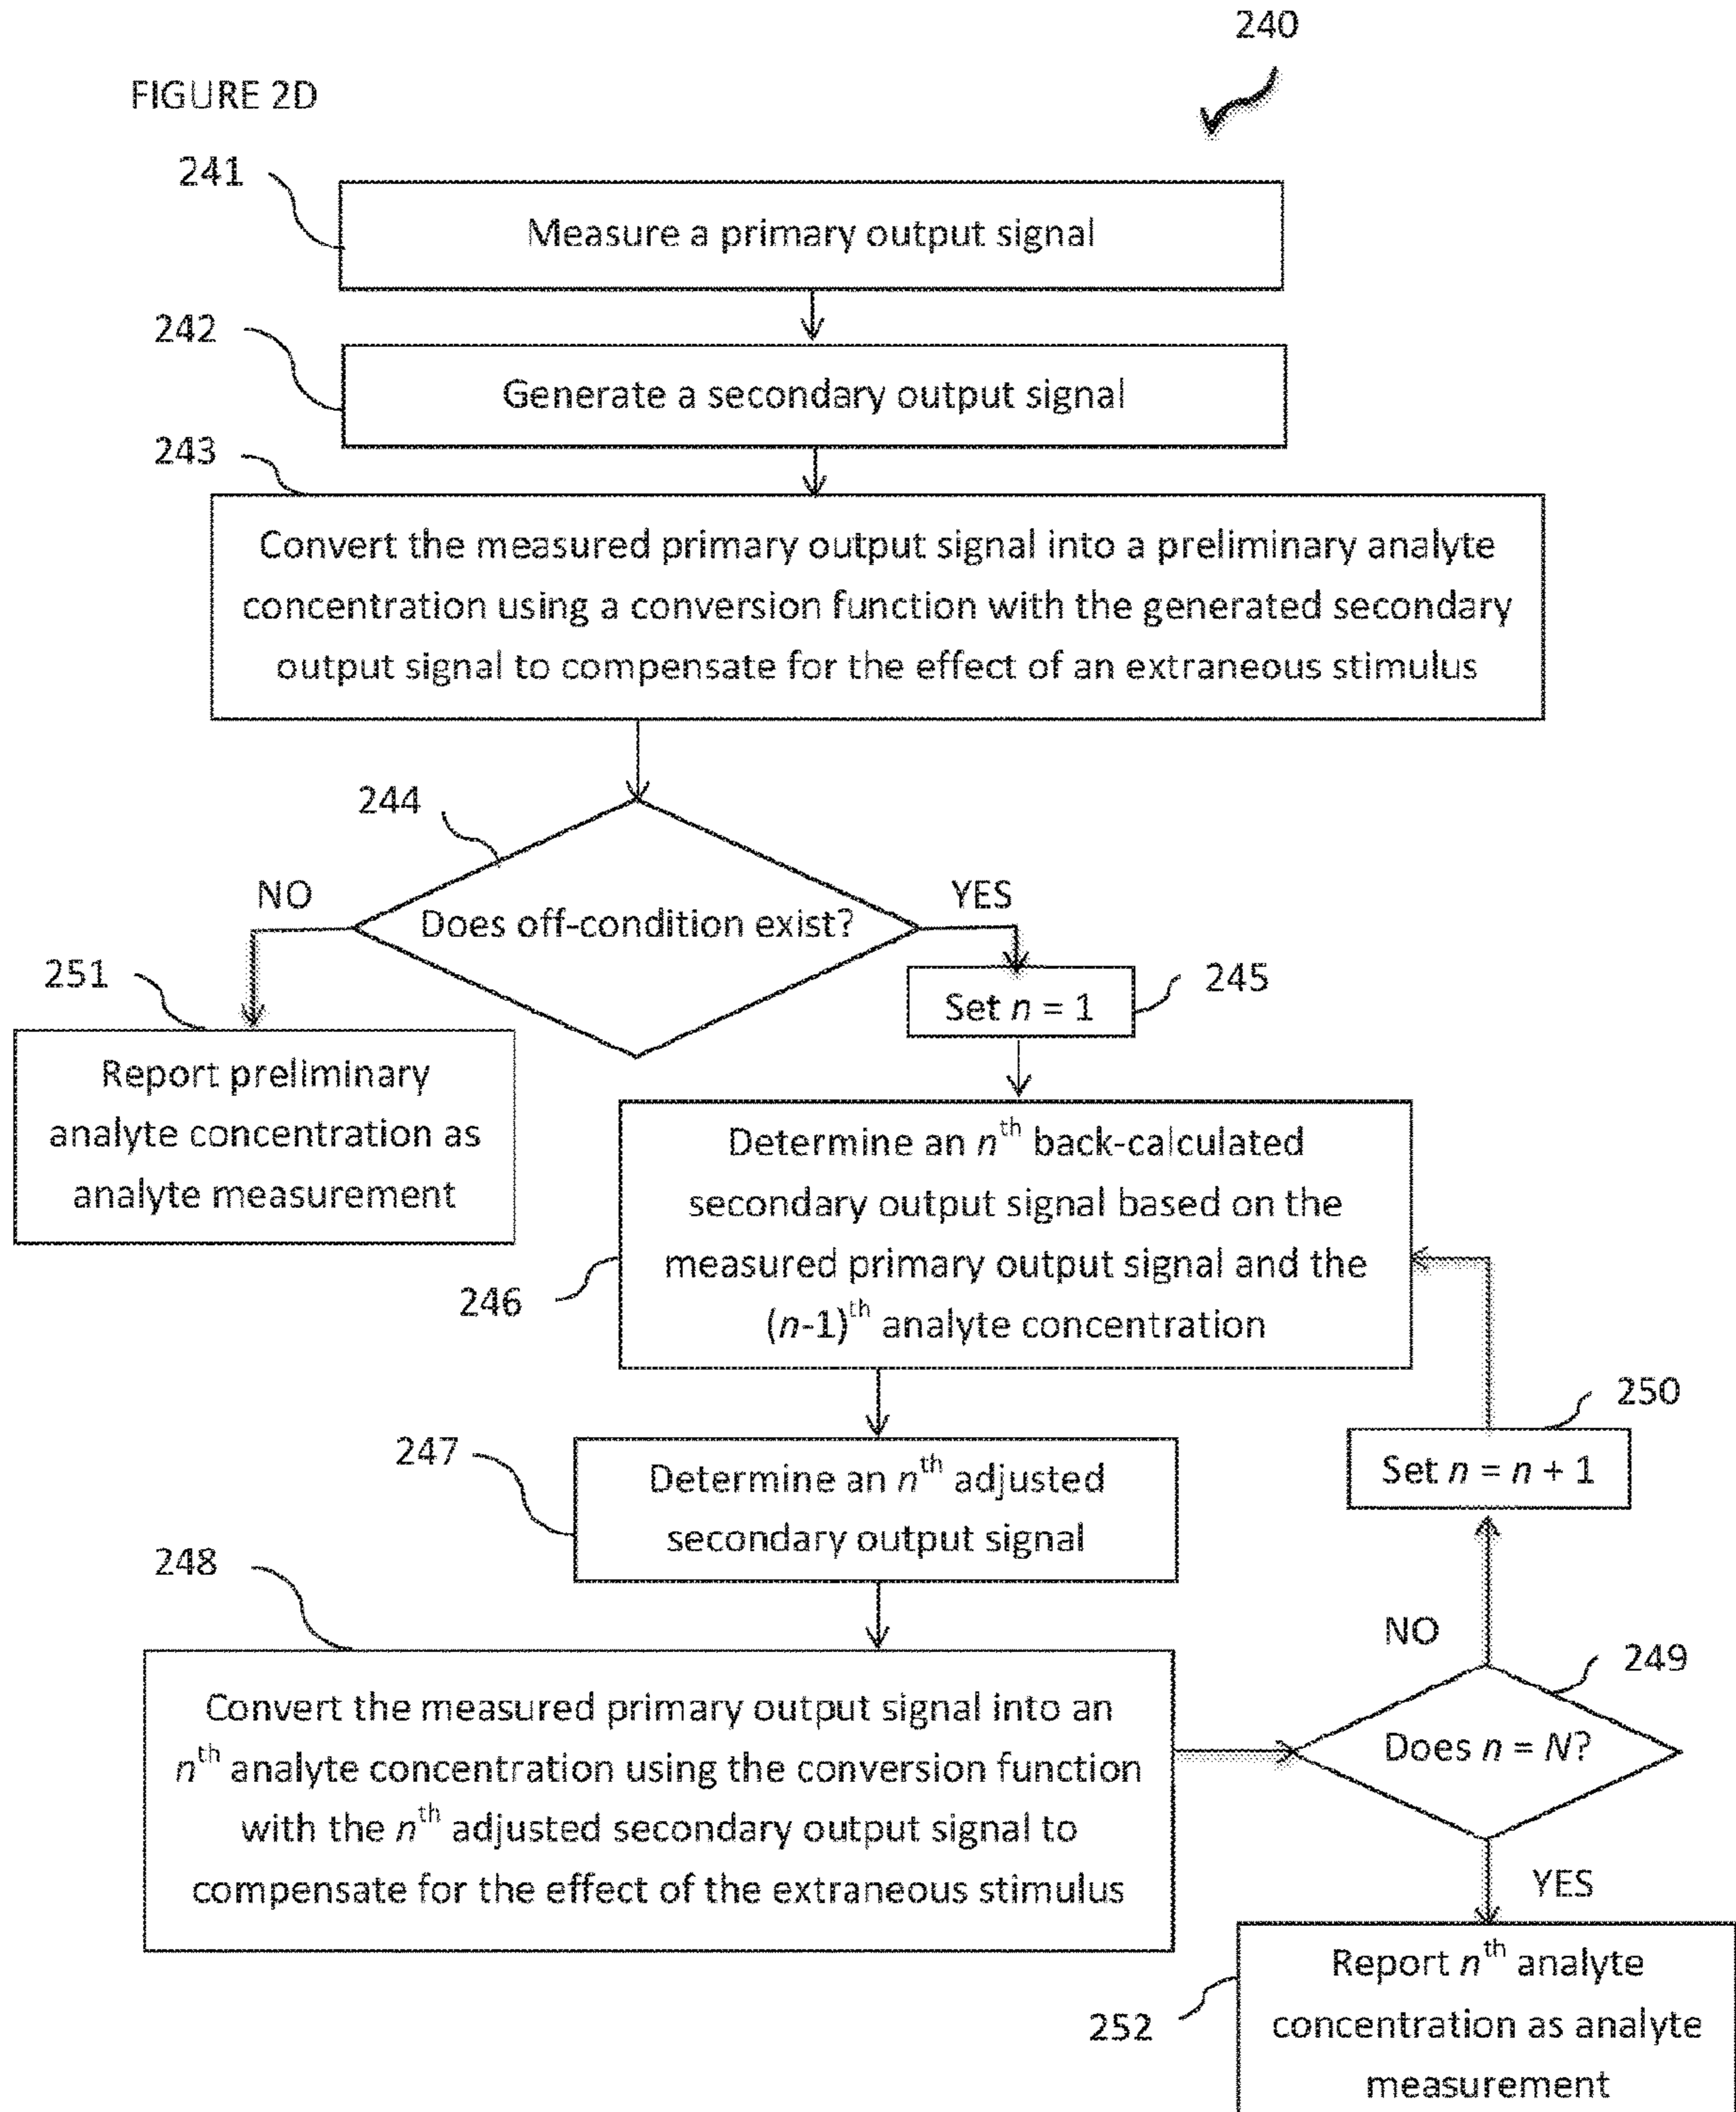 240
FIGURE 2D
241
Measure a primary output signal
242
Generate a secondary output signal
243
Convert the measured primary output signal into a preliminary analyte
concentration using a conversion function with the generated secondary
output signal to compensate for the effect of an extraneous stimulus
244
NO
YES
Does off-condition exist?
251
245
Set n = 1
Report preliminary
analyte concentration as
analyte measurement
Determine an nth back-calculated
secondary output signal based on the
measured primary output signal and the
(n-1)th analyte concentration
246
250
Set n = n + 1
247
Determine an nth adjusted
secondary output signal
248
NO
249
Convert the measured primary output signal into an
nth analyte concentration using the conversion function
with the nth adjusted secondary output signal to
compensate for the effect of the extraneous stimulus
Does n = N?
YES
252
Report nth analyte
concentration as analyte
measurement